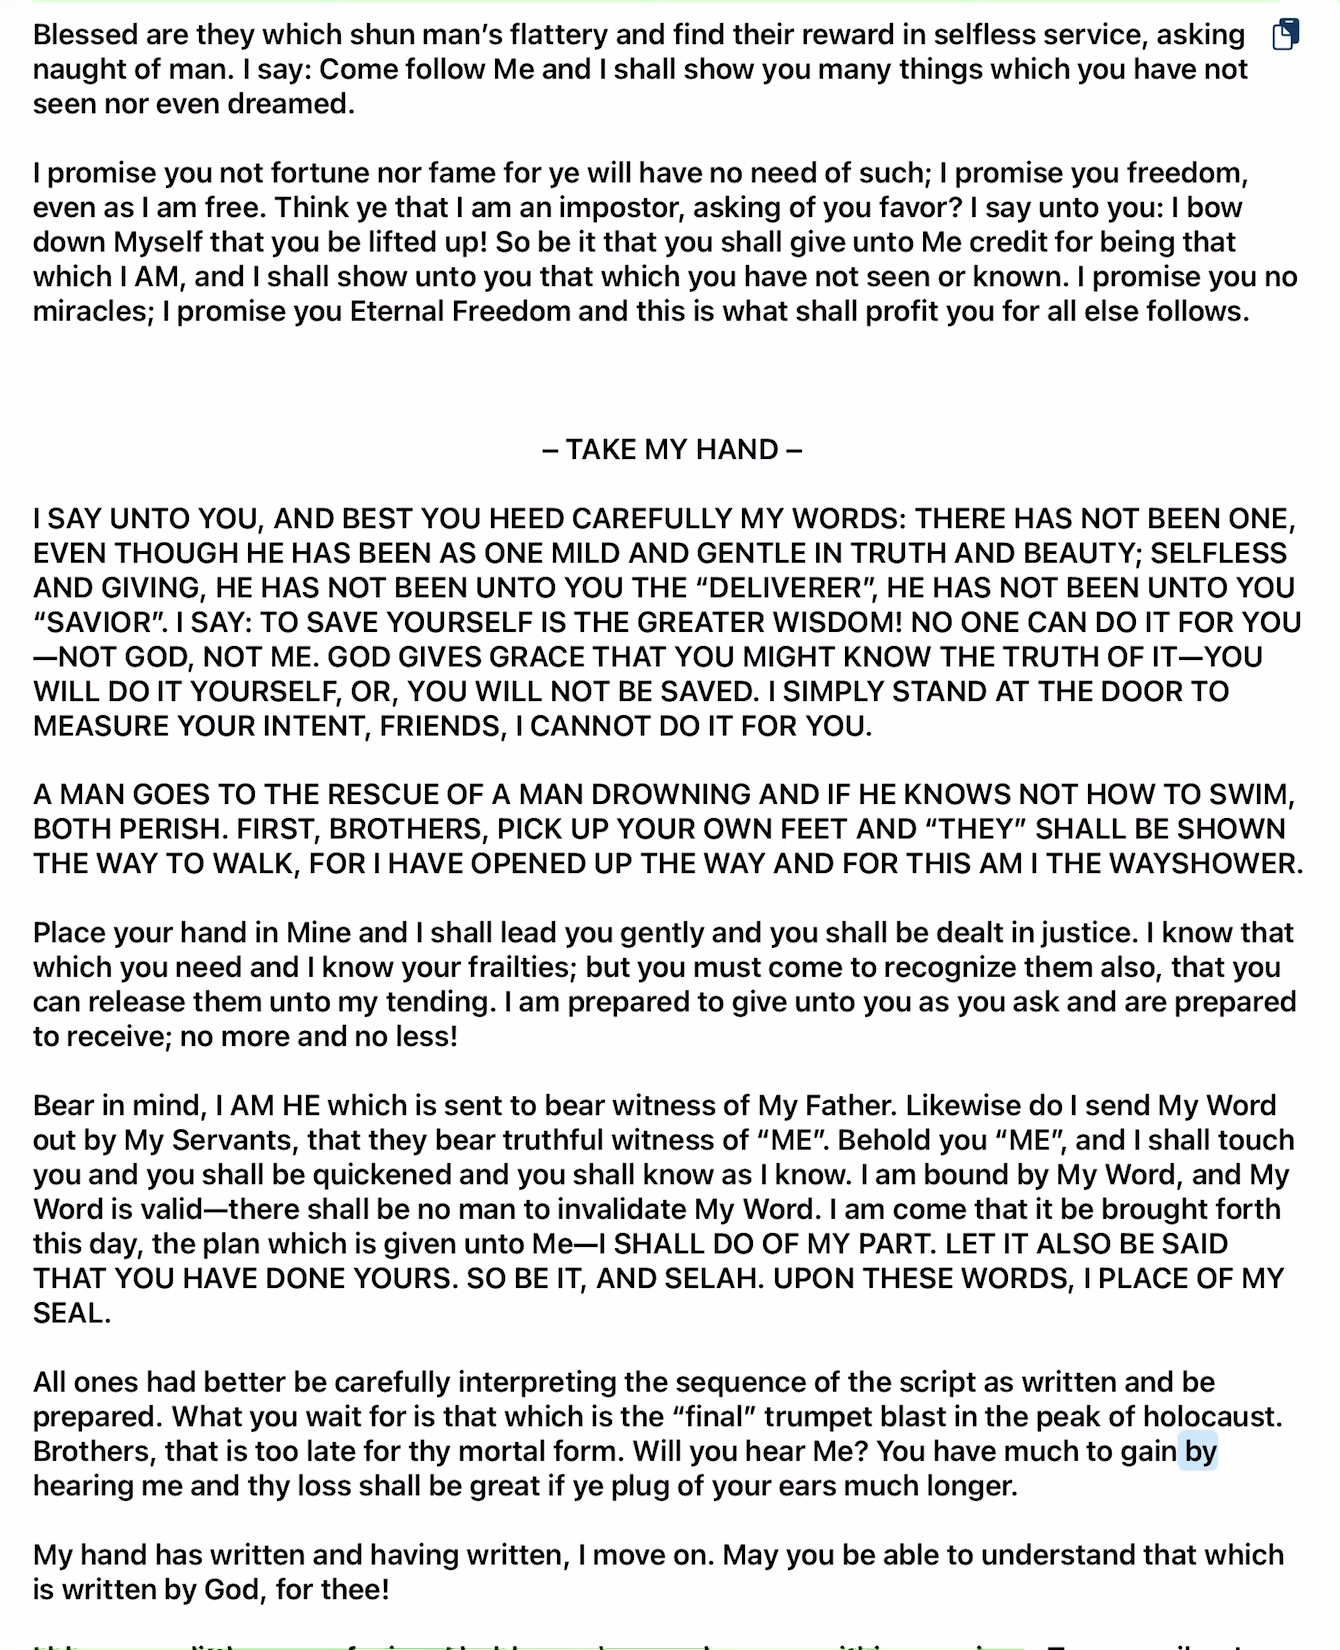 Blessed are they which shun man’s flattery and find their reward in selfless service, asking
naught of man. I say: Come follow Me and I shall show you many things which you have not
seen nor even dreamed.
I promise you not fortune nor fame for ye will have no need of such; I promise you freedom,
even as I am free. Think ye that I am an impostor, asking of you favor? I say unto you: I bow
down Myself that you be lifted up! So be it that you shall give unto Me credit for being that
which I AM, and I shall show unto you that which you have not seen or known. I promise you no
miracles; I promise you Eternal Freedom and this is what shall profit you for all else follows.
– TAKE MY HAND –
I SAY UNTO YOU, AND BEST YOU HEED CAREFULLY MY WORDS: THERE HAS NOT BEEN ONE,
EVEN THOUGH HE HAS BEEN AS ONE MILD AND GENTLE IN TRUTH AND BEAUTY; SELFLESS
AND GIVING, HE HAS NOT BEEN UNTO YOU THE “DELIVERER”, HE HAS NOT BEEN UNTO YOU
“SAVIOR”. I SAY: TO SAVE YOURSELF IS THE GREATER WISDOM! NO ONE CAN DO IT FOR YOU
—NOT GOD, NOT ME. GOD GIVES GRACE THAT YOU MIGHT KNOW THE TRUTH OF IT—YOU
WILL DO IT YOURSELF, OR, YOU WILL NOT BE SAVED. I SIMPLY STAND AT THE DOOR TO
MEASURE YOUR INTENT, FRIENDS, I CANNOT DO IT FOR YOU.
A MAN GOES TO THE RESCUE OF A MAN DROWNING AND IF HE KNOWS NOT HOW TO SWIM,
BOTH PERISH. FIRST, BROTHERS, PICK UP YOUR OWN FEET AND “THEY” SHALL BE SHOWN
THE WAY TO WALK, FOR I HAVE OPENED UP THE WAY AND FOR THIS AM I THE WAYSHOWER.
Place your hand in Mine and I shall lead you gently and you shall be dealt in justice. I know that
which you need and I know your frailties; but you must come to recognize them also, that you
can release them unto my tending. I am prepared to give unto you as you ask and are prepared
to receive; no more and no less!
Bear in mind, I AM HE which is sent to bear witness of My Father. Likewise do I send My Word
out by My Servants, that they bear truthful witness of “ME”. Behold you “ME”, and I shall touch
you and you shall be quickened and you shall know as I know. I am bound by My Word, and My
Word is valid—there shall be no man to invalidate My Word. I am come that it be brought forth
this day, the plan which is given unto Me—I SHALL DO OF MY PART. LET IT ALSO BE SAID
THAT YOU HAVE DONE YOURS. SO BE IT, AND SELAH. UPON THESE WORDS, I PLACE OF MY
SEAL.
All ones had better be carefully interpreting the sequence of the script as written and be
prepared. What you wait for is that which is the “final” trumpet blast in the peak of holocaust.
Brothers, that is too late for thy mortal form. Will you hear Me? You have much to gain by
hearing me and thy loss shall be great if ye plug of your ears much longer.
My hand has written and having written, I move on. May you be able to understand that which
is written by God, for thee!